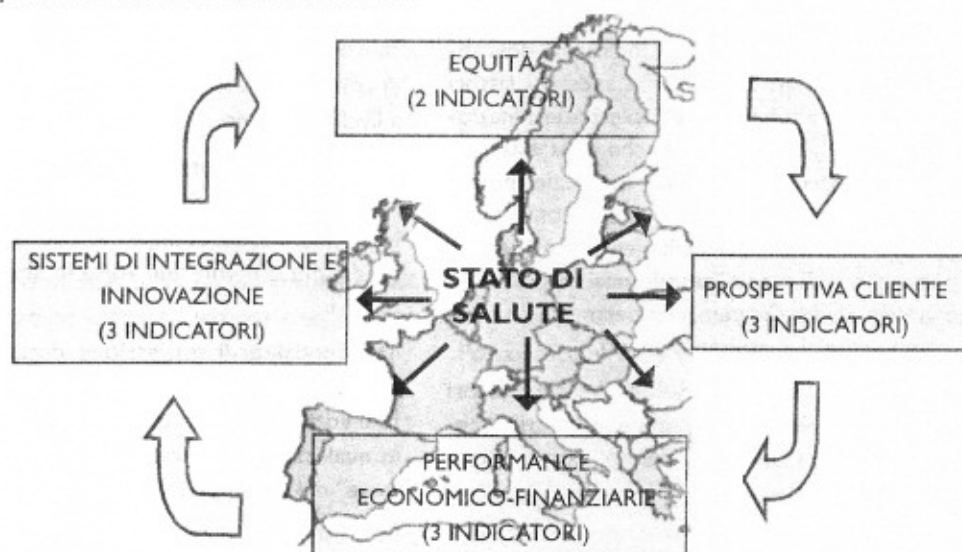 EQUITÀ
(2 INDICATORI)
SISTEMI DI INTEGRAZIONE E
INNOVAZIONE
(3 INDICATORI)
STATO DI
SALUTE
PROSPETTIVA CLIENTE
(3 INDICATORI)
PERFORMANCE
ECONOMICO-FINANZIARIE
(3 INDICATORI)